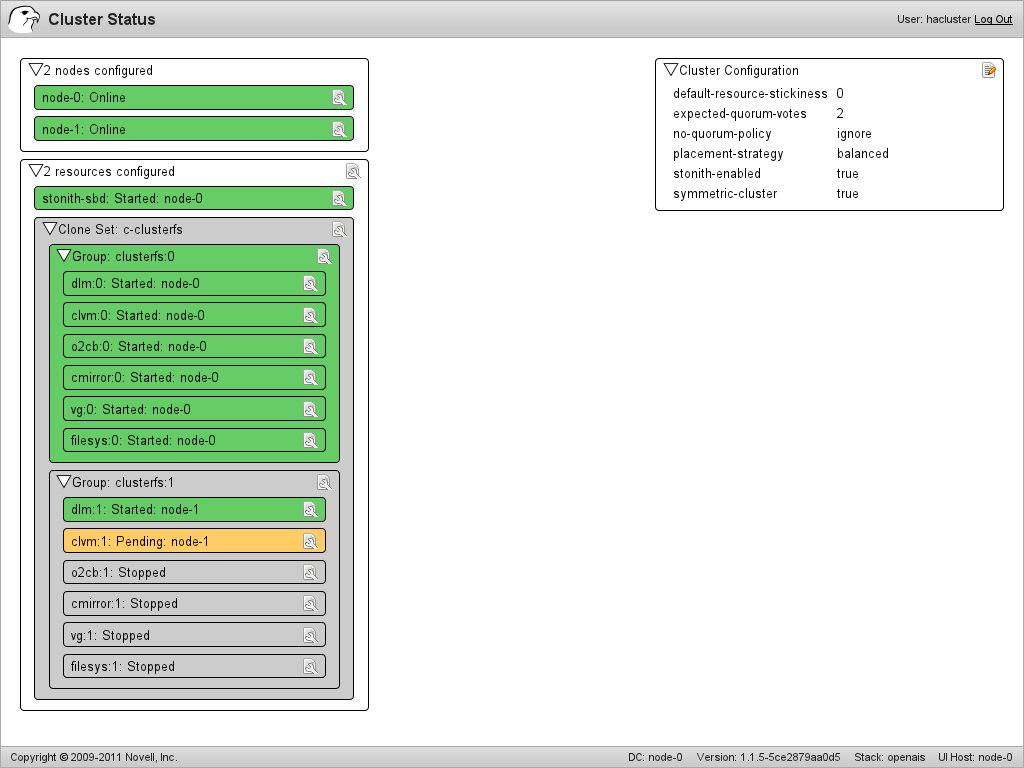 Cluster Status
User: hacluster Log Out
2 nodes configured
node-0: Online
node-1: Online
2 resources configured
stonith-sbd: Started: node-0
Clone Set: c-clusterfs
Group: clusterfs:0
dlm:0: Started: node-0
clvm:0: Started: node-0
o2cb:0: Started: node-0
cmirror:0: Started: node-0
vg:0: Started: node-0
filesys:0: Started: node-0
Group: clusterfs:1
dlm:1: Started: node-1
clvm:1: Pending: node-1
o2cb:1: Stopped
cmirror:1: Stopped
vg:1: Stopped
filesys:1: Stopped
Cluster Configuration
default-resource-stickiness 0
expected-quorum-votes 2
no-quorum-policy ignore
placement-strategy balanced
stonith-enabled true
symmetric-cluster true
Copyright © 2009-2011 Novell, Inc.
DC: node-0 Version: 1.1.5-5ce2879aa0d5 Stack: openais UI Host: node-0